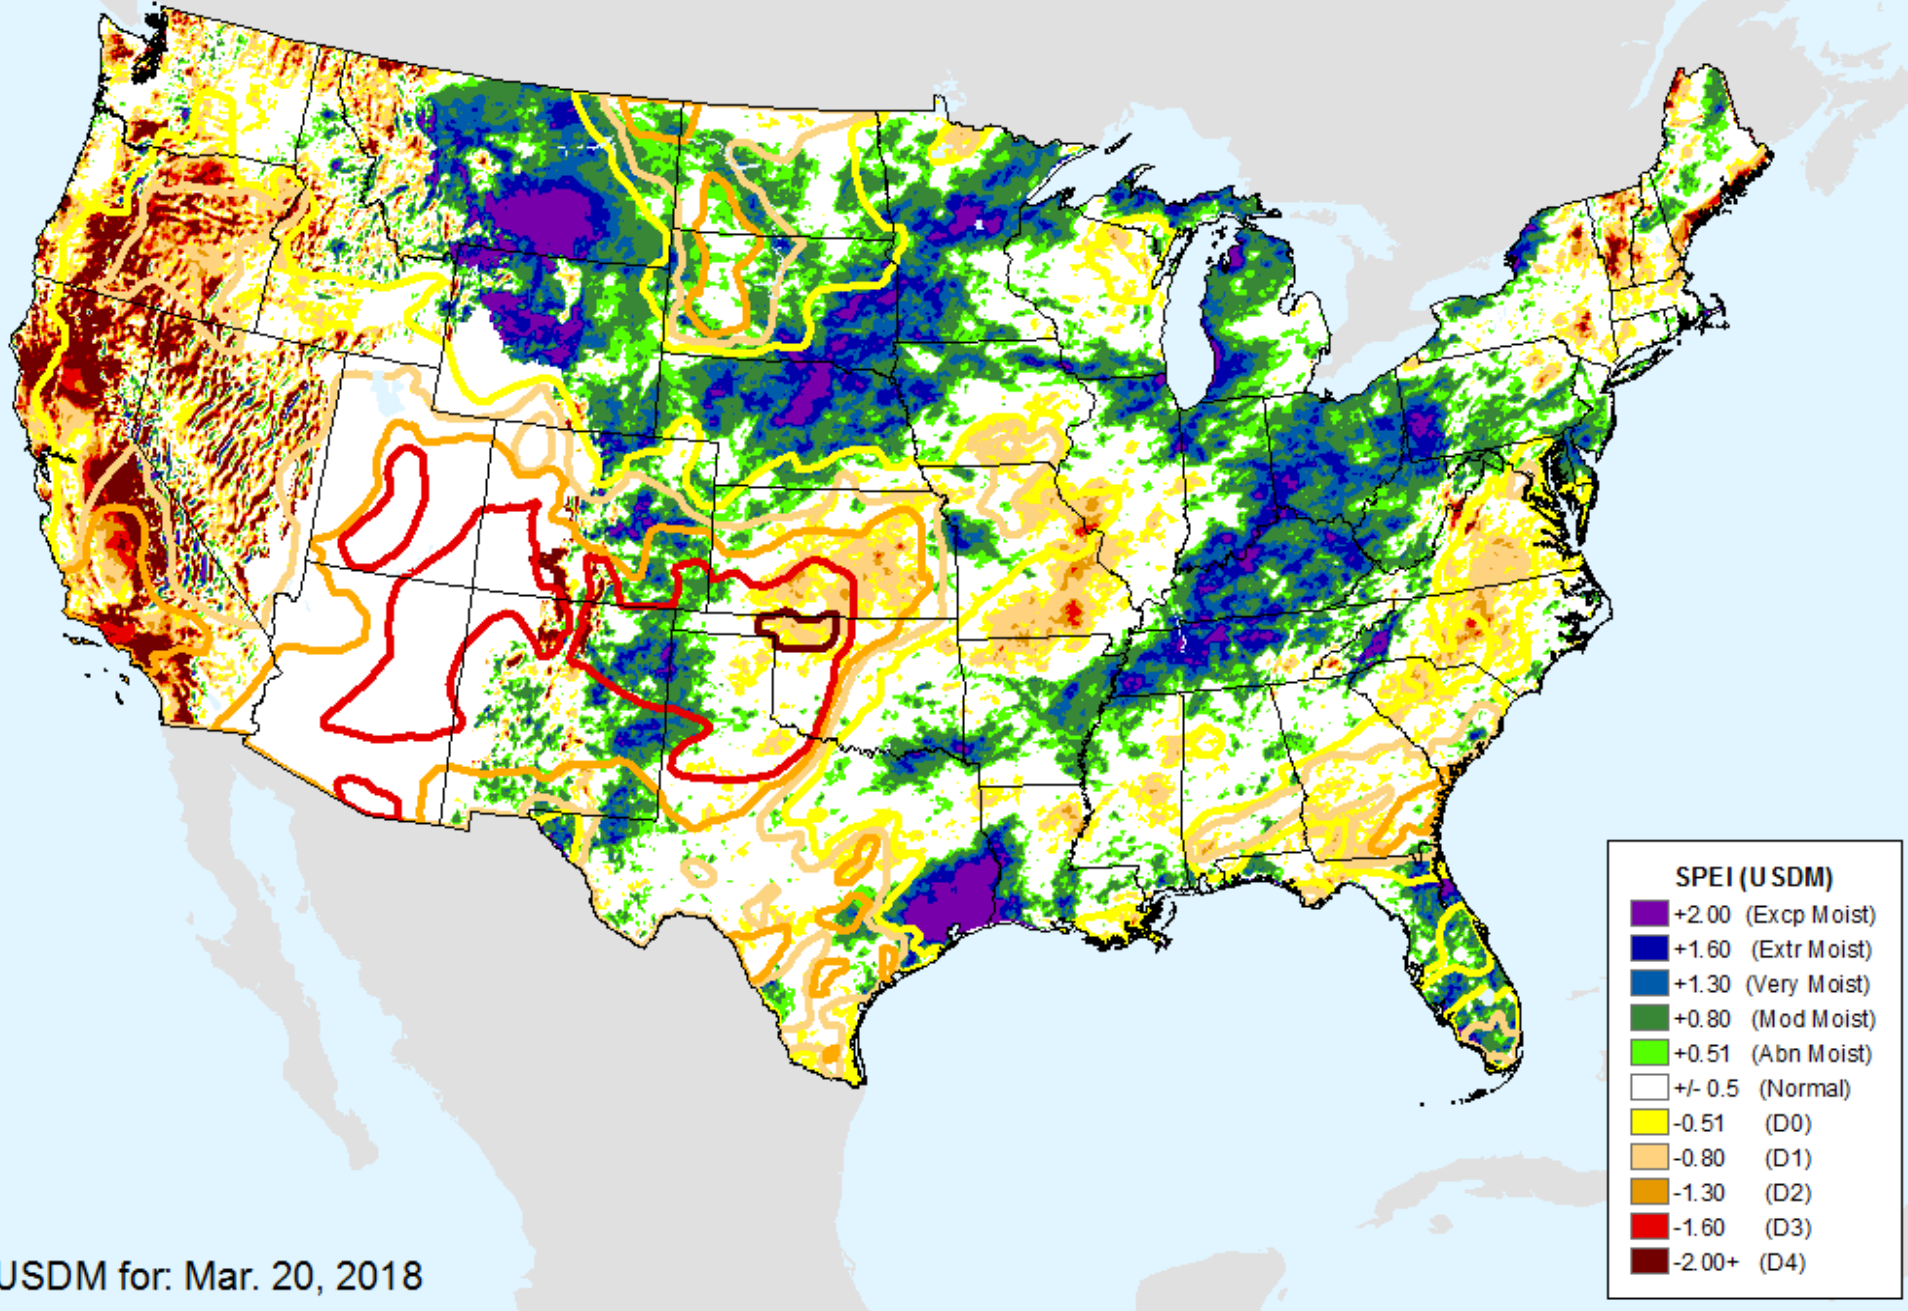 SPEI (USDM)
+2.00 (Excp Moist)
+1.60 (Extr Moist)
+1.30 (Very Moist)
+0.80 (Mod Moist)
+0.51 (Abn Moist)
+/- 0.5 (Normal)
-0.51 (D0)
-0.80 (D1)
-1.30 (D2)
-1.60 (D3)
-2.00+ (D4)
USDM for: Mar. 20, 2018